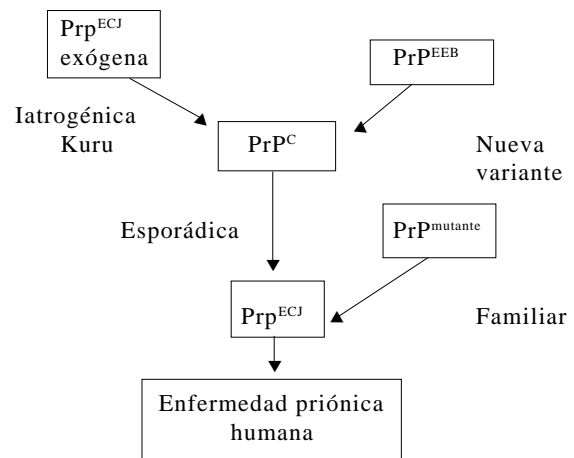 Prp^ECJ
exógena
PrP^EEB
Iatrogénica
Kuru
PrP^C
Nueva
variante
Esporádica
PrP^mutante
Prp^ECJ
Familiar
Enfermedad priónica
humana